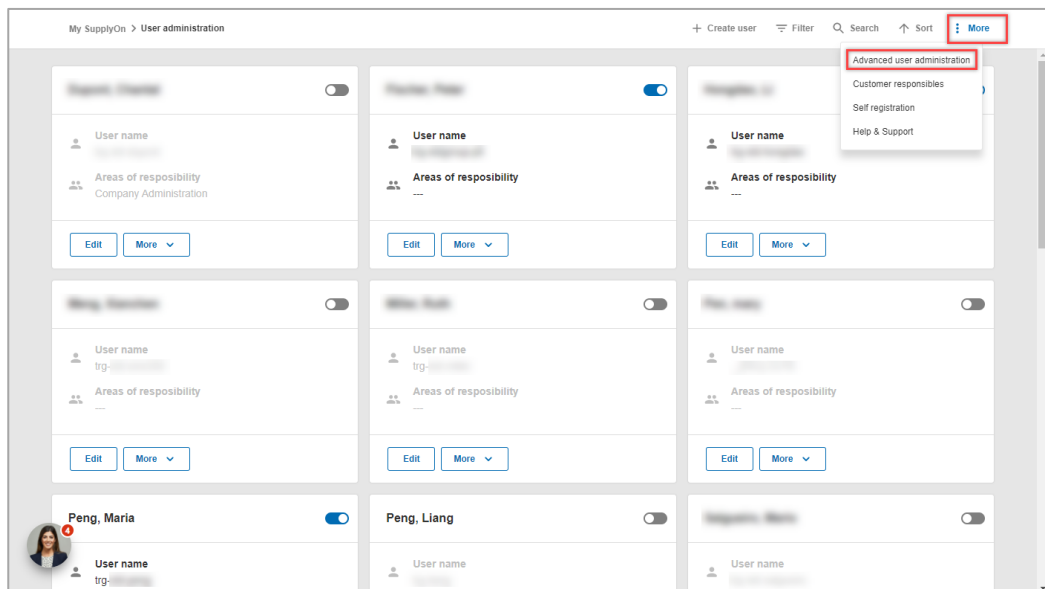 My SupplyOn > User administration
+ Create user Filter Search Sort More
Advanced user administration
Customer responsibles
Self registration
Help & Support
User name
Areas of resposibility
Company Administration
Edit More
User name
Areas of resposibility
---
Edit More
User name
Areas of resposibility
---
Edit More
User name
trg-
Areas of resposibility
---
Edit More
User name
trg-
Areas of resposibility
---
Edit More
User name
Areas of resposibility
---
Edit More
Peng, Maria
4
User name
trg-
Peng, Liang
User name
User name